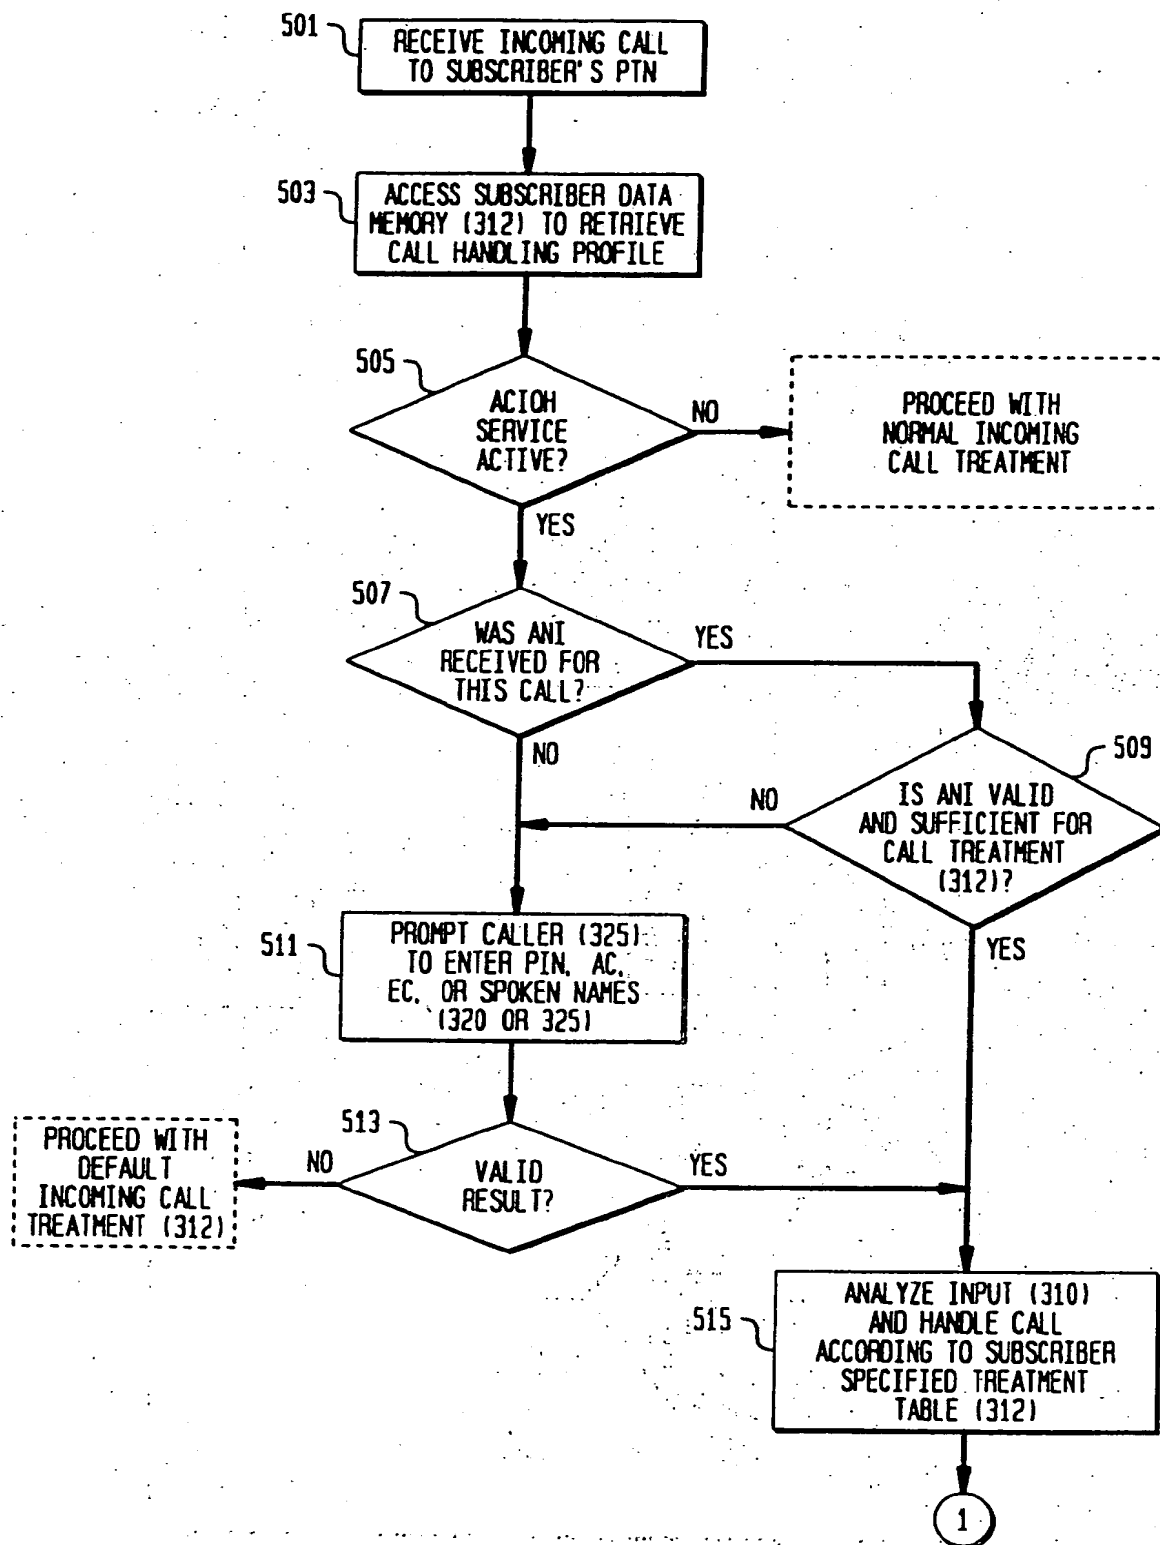 501
RECEIVE INCOMING CALL
TO SUBSCRIBER'S PTN
503
ACCESS SUBSCRIBER DATA
MEMORY (312) TO RETRIEVE
CALL HANDLING PROFILE
505
ACIOH
SERVICE
ACTIVE?
NO
PROCEED WITH
NORMAL INCOMING
CALL TREATMENT
YES
507
WAS ANI
RECEIVED FOR
THIS CALL?
YES
NO
509
IS ANI VALID
AND SUFFICIENT FOR
CALL TREATMENT
(312)?
NO
YES
511
PROMPT CALLER (325)
TO ENTER PIN, AC,
EC, OR SPOKEN NAMES
(320 OR 325)
513
VALID
RESULT?
NO
YES
PROCEED WITH
DEFAULT
INCOMING CALL
TREATMENT (312)
515
ANALYZE INPUT (310)
AND HANDLE CALL
ACCORDING TO SUBSCRIBER
SPECIFIED TREATMENT
TABLE (312)
1